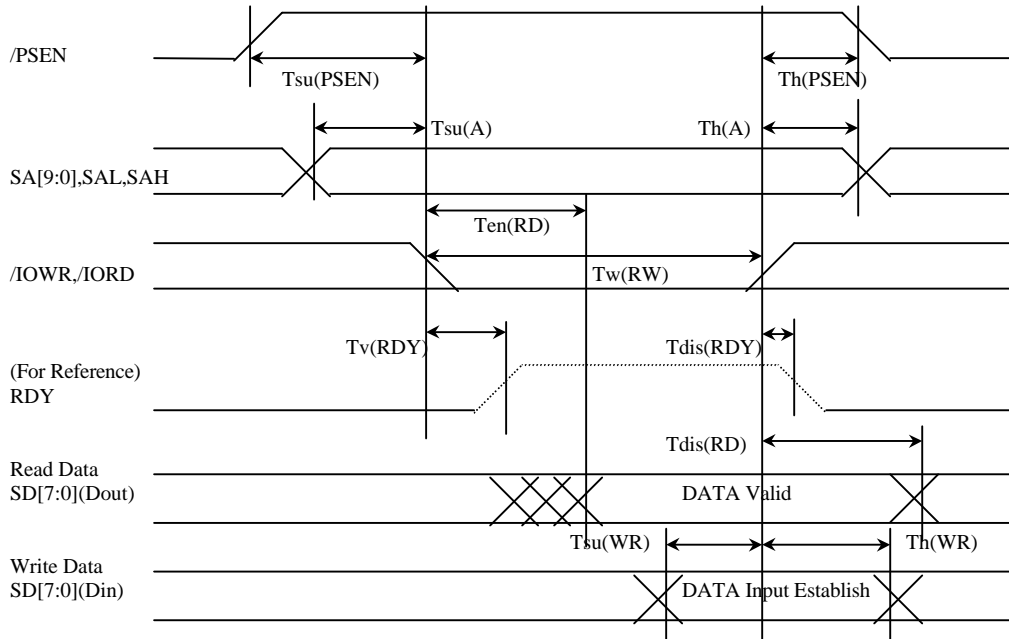 /PSEN
Tsu(PSEN)
Th(PSEN)
Tsu(A)
Th(A)
SA[9:0],SAL,SAH
Ten(RD)
/IOWR,/IORD
Tw(RW)
Tv(RDY)
Tdis(RDY)
(For Reference)
RDY
Tdis(RD)
Read Data
SD[7:0](Dout)
DATA Valid
Tsu(WR)
Th(WR)
Write Data
SD[7:0](Din)
DATA Input Establish